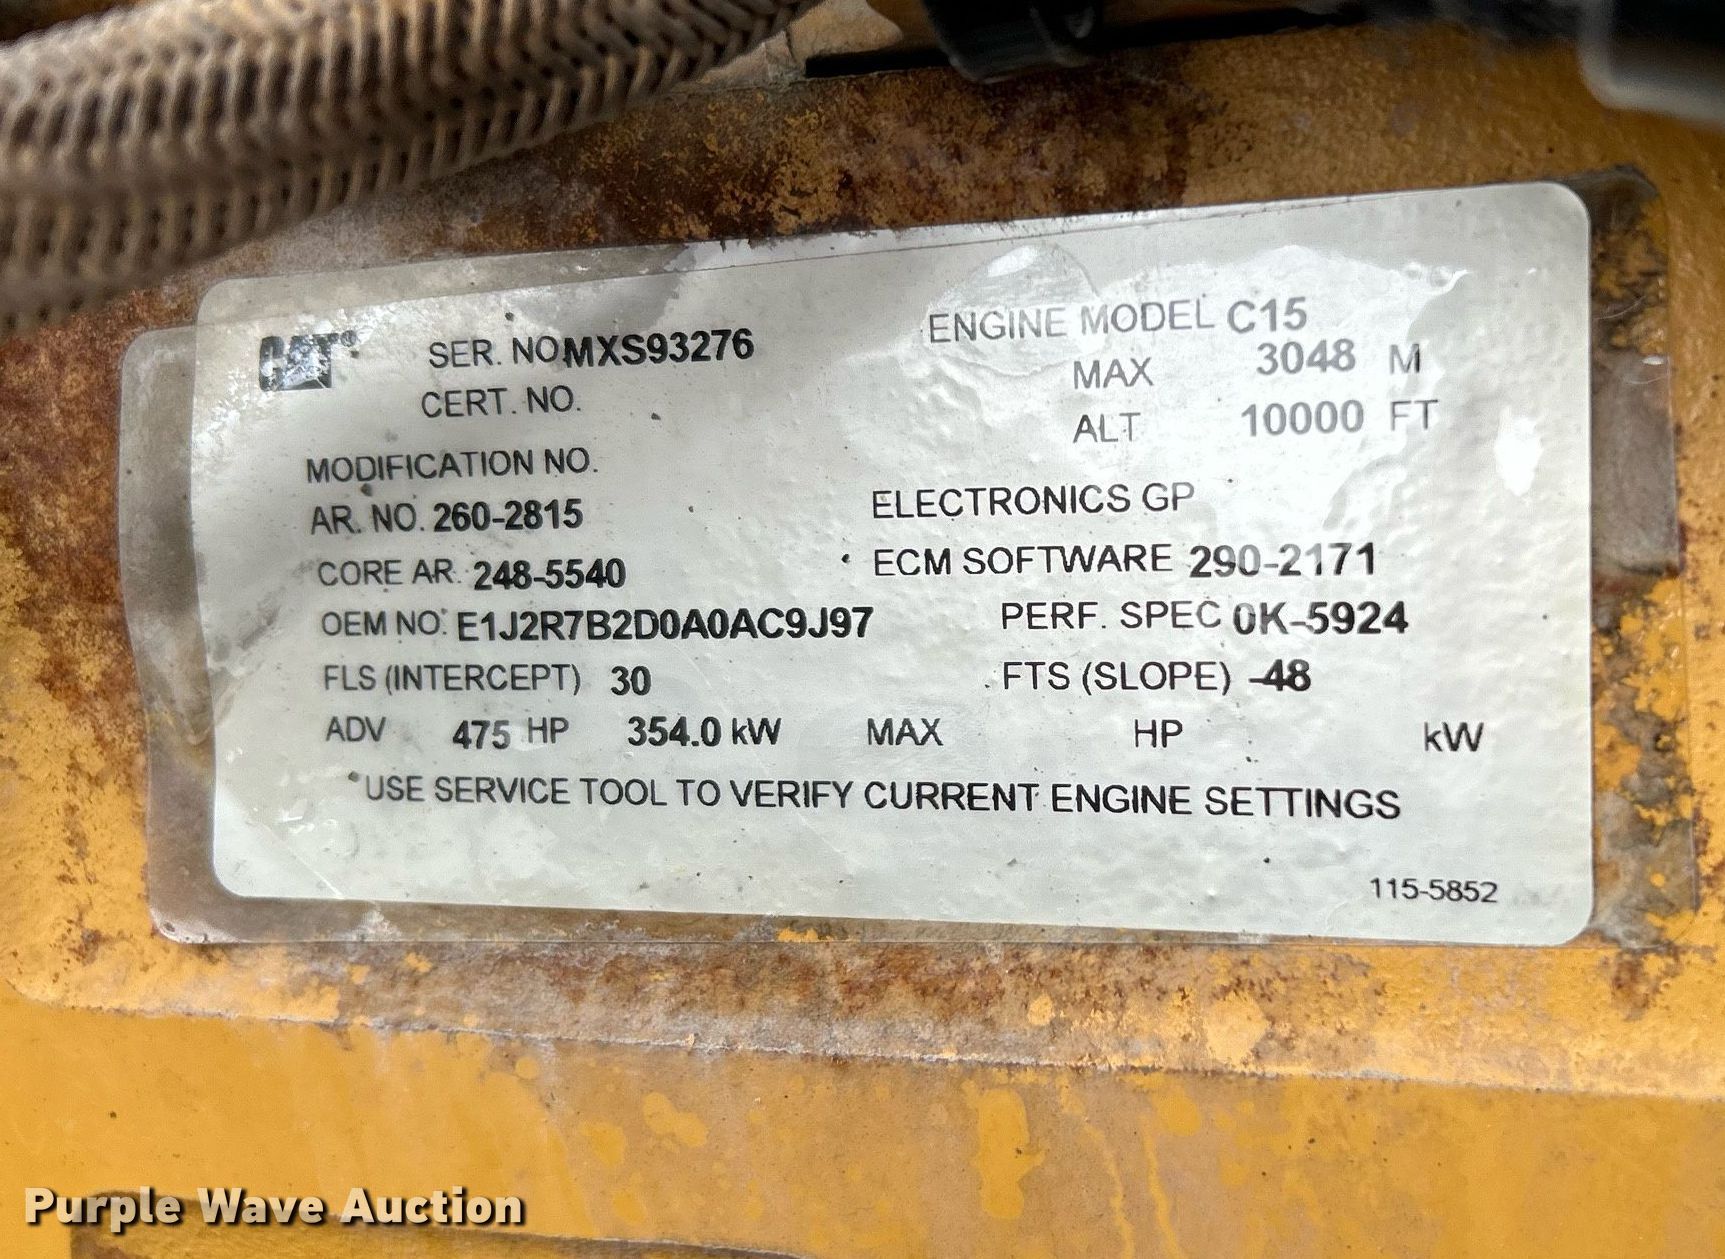 CAT® SER. NO. MXS93276 ENGINE MODEL C15
CERT. NO. MAX 3048 M
ALT 10000 FT
MODIFICATION NO.
AR. NO. 260-2815 ELECTRONICS GP
CORE AR. 248-5540 ECM SOFTWARE 290-2171
OEM NO. E1J2R7B2D0A0AC9J97 PERF. SPEC 0K-5924
FLS (INTERCEPT) 30 FTS (SLOPE) -48
ADV 475 HP 354.0 kW MAX HP kW
USE SERVICE TOOL TO VERIFY CURRENT ENGINE SETTINGS
115-5852
Purple Wave Auction